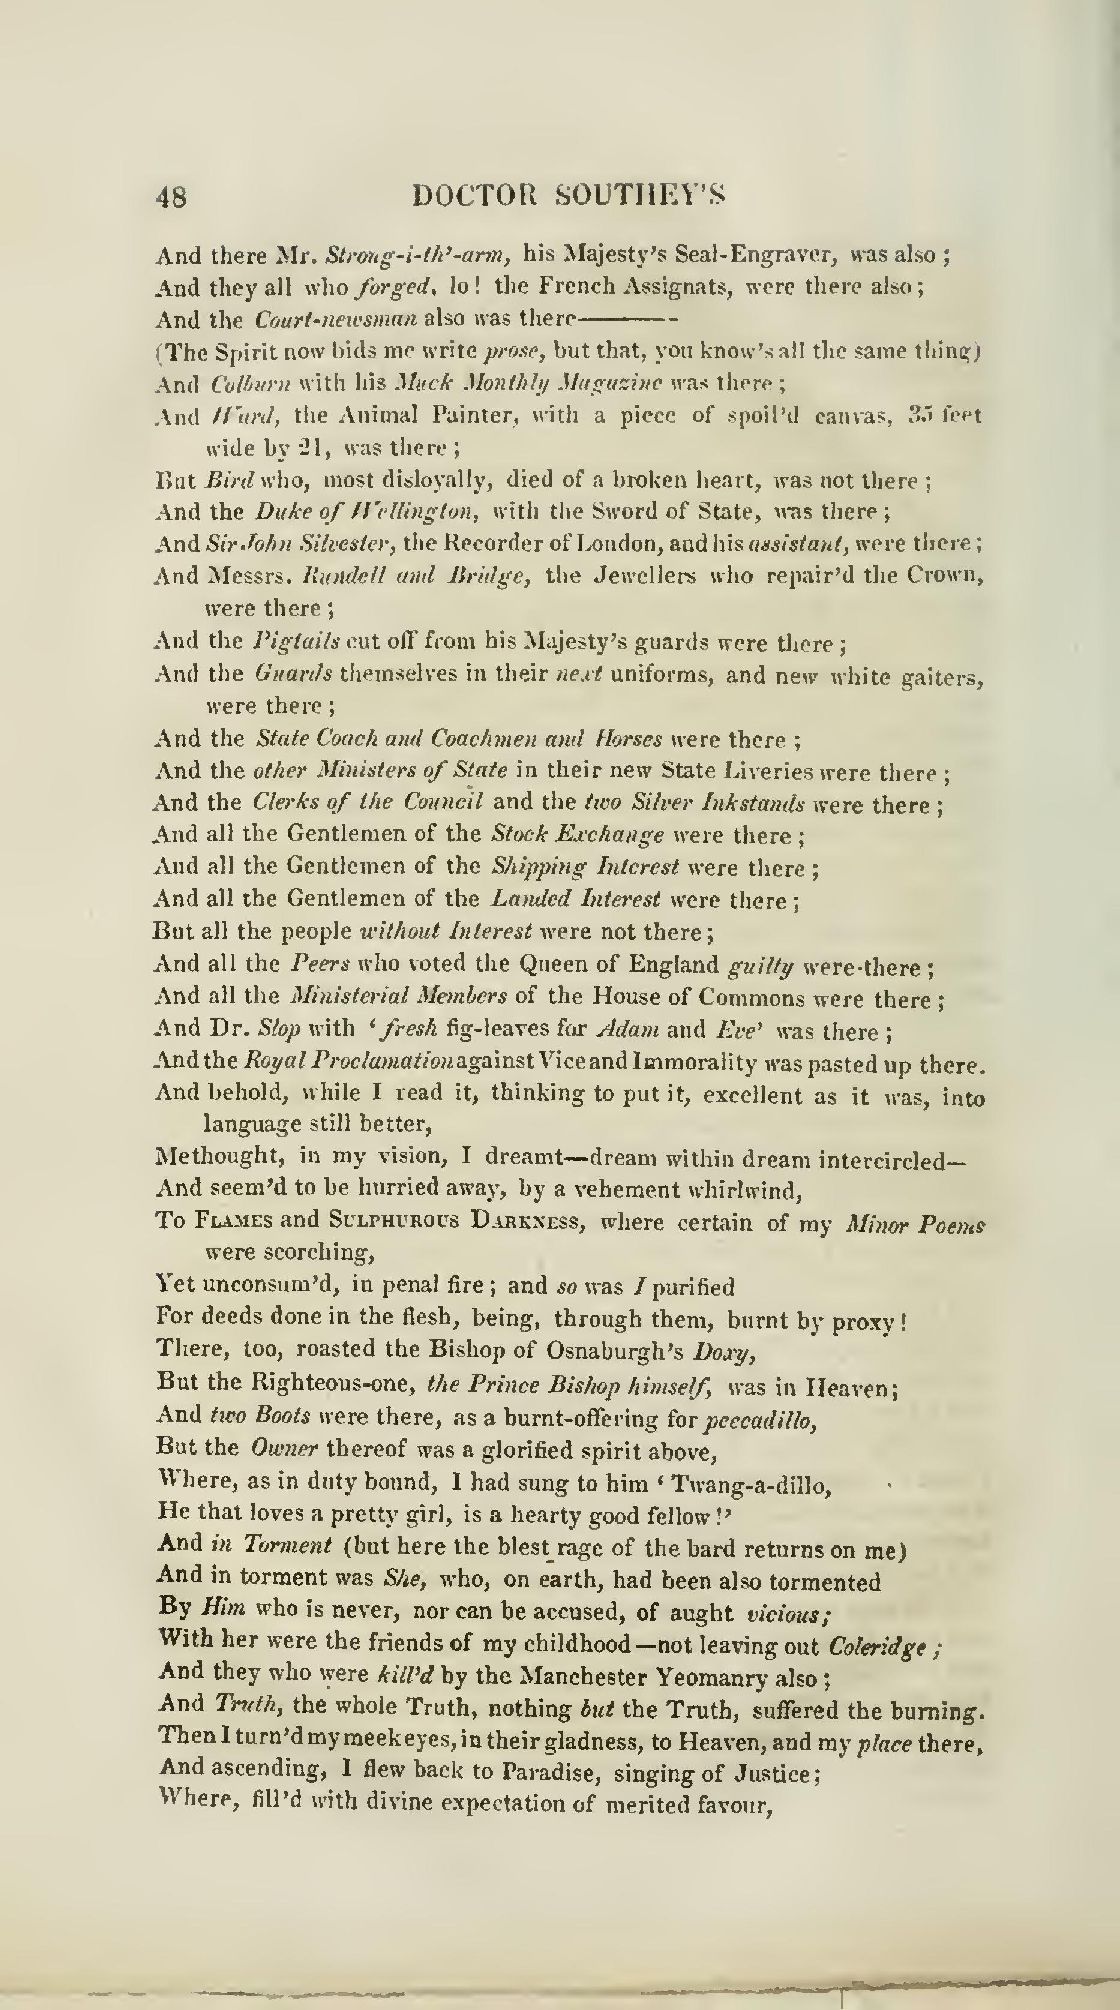 48 DOCTOR SOUTHEY'S
And there Mr. Strong-i-th'-arm, his Majesty's Seal-Engraver, was also ;
And they all who forged, lo! the French Assignats, were there also ;
And the Court-newsman also was there———
(The Spirit now bids me write prose, but that, you know's all the same thing)
And Colburn with his Muck Monthly Magazine was there ;
And Ward, the Animal Painter, with a piece of spoil'd canvas, 35 feet
wide by 21, was there ;
But Bird who, most disloyally, died of a broken heart, was not there ;
And the Duke of Wellington, with the Sword of State, was there ;
And Sir John Silvester, the Recorder of London, and his assistant, were there ;
And Messrs. Rundell and Bridge, the Jewellers who repair'd the Crown,
were there ;
And the Pigtails cut off from his Majesty's guards were there ;
And the Guards themselves in their next uniforms, and new white gaiters,
were there ;
And the State Coach and Coachmen and Horses were there ;
And the other Ministers of State in their new State Liveries were there ;
And the Clerks of the Council and the two Silver Inkstands were there ;
And all the Gentlemen of the Stock Exchange were there ;
And all the Gentlemen of the Shipping Interest were there ;
And all the Gentlemen of the Landed Interest were there ;
But all the people without Interest were not there ;
And all the Peers who voted the Queen of England guilty were-there ;
And all the Ministerial Members of the House of Commons were there ;
And Dr. Slop with ‘ fresh fig-leaves for Adam and Eve’ was there ;
And the Royal Proclamation against Vice and Immorality was pasted up there.
And behold, while I read it, thinking to put it, excellent as it was, into
language still better,
Methought, in my vision, I dreamt—dream within dream intercircled—
And seem'd to be hurried away, by a vehement whirlwind,
To FLAMES and SULPHUROUS DARKNESS, where certain of my Minor Poems
were scorching,
Yet unconsum'd, in penal fire ; and so was I purified
For deeds done in the flesh, being, through them, burnt by proxy !
There, too, roasted the Bishop of Osnaburgh's Doxy,
But the Righteous-one, the Prince Bishop himself, was in Heaven ;
And two Boots were there, as a burnt-offering for peccadillo,
But the Owner thereof was a glorified spirit above,
Where, as in duty bound, I had sung to him ‘ Twang-a-dillo,
He that loves a pretty girl, is a hearty good fellow !’
And in Torment (but here the blest rage of the bard returns on me)
And in torment was She, who, on earth, had been also tormented
By Him who is never, nor can be accused, of aught vicious ;
With her were the friends of my childhood—not leaving out Coleridge ;
And they who were kill'd by the Manchester Yeomanry also ;
And Truth, the whole Truth, nothing but the Truth, suffered the burning.
Then I turn'd my meek eyes, in their gladness, to Heaven, and my place there,
And ascending, I flew back to Paradise, singing of Justice ;
Where, fill'd with divine expectation of merited favour,